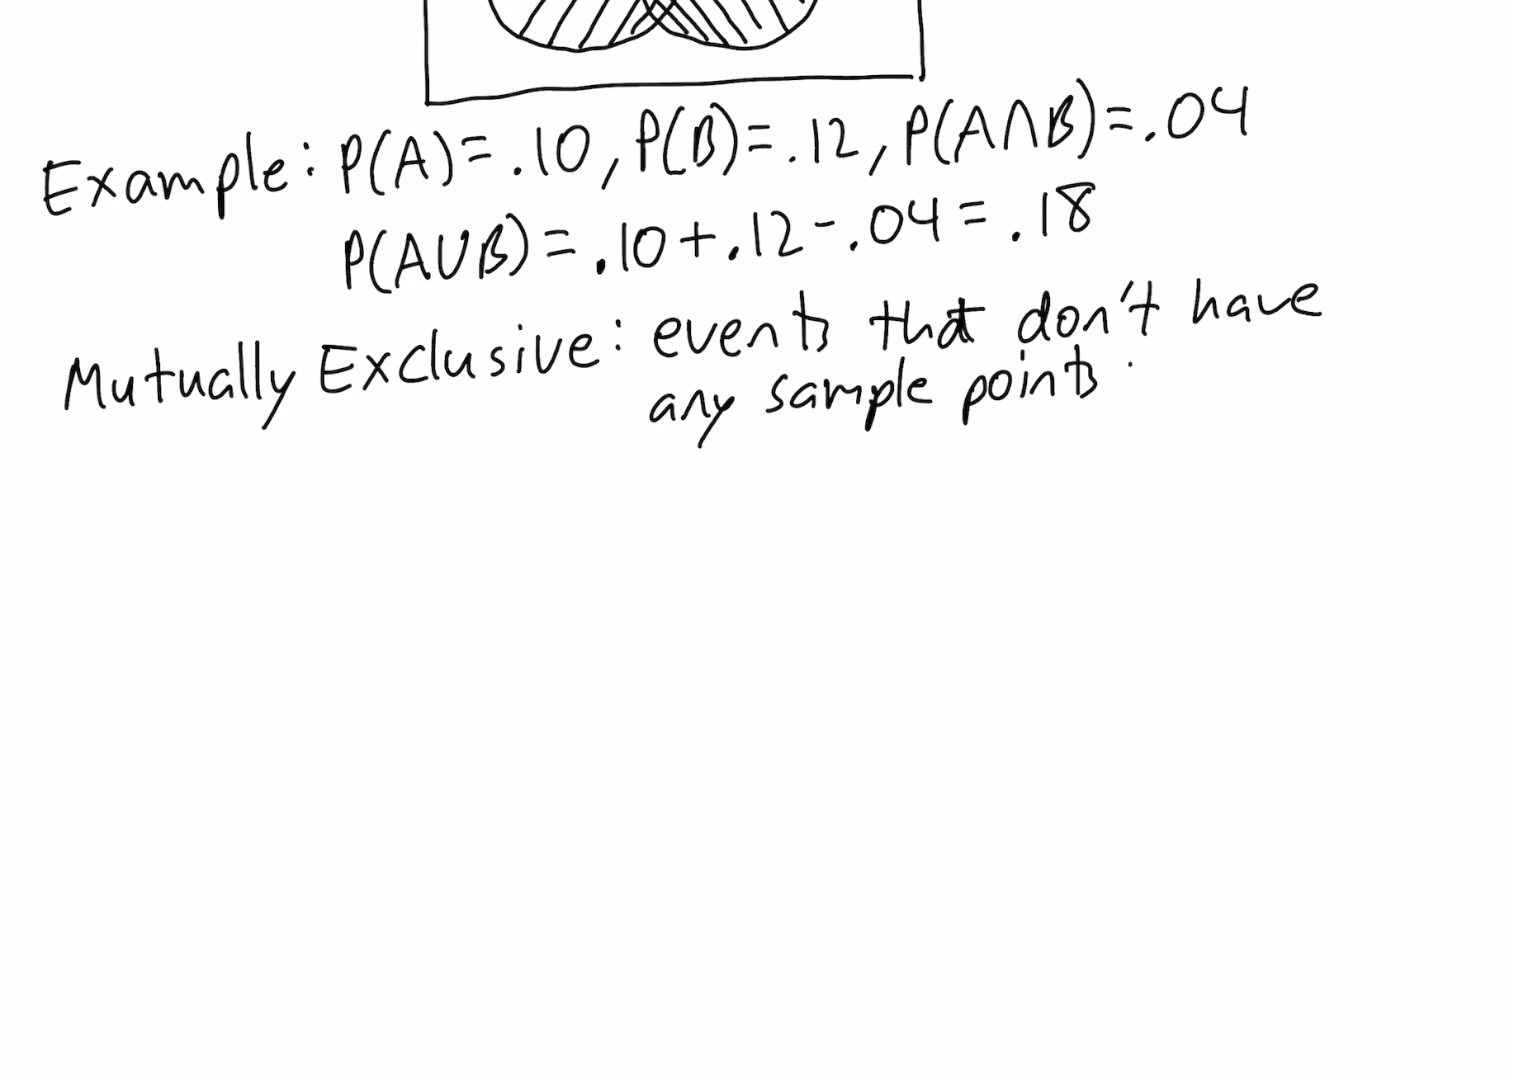 Example: P(A)=.10, P(B)=.12, P(A∩B)=.04
P(A∪B)=.10+.12-.04=.18
Mutually Exclusive: events that don't have
any sample points